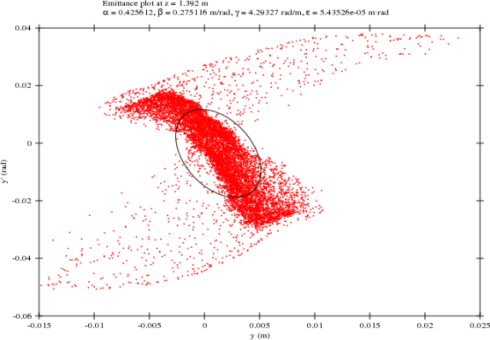 Emittance plot at z = 1.392 m
α = 0.425612, β = 0.275116 m/rad, γ = 4.29327 rad/m, ε = 5.43526e-05 m·rad
0.04
0.02
0
-0.02
-0.04
-0.06
y' (rad)
-0.015 -0.01 -0.005 0 0.005 0.01 0.015 0.02 0.025
y (m)